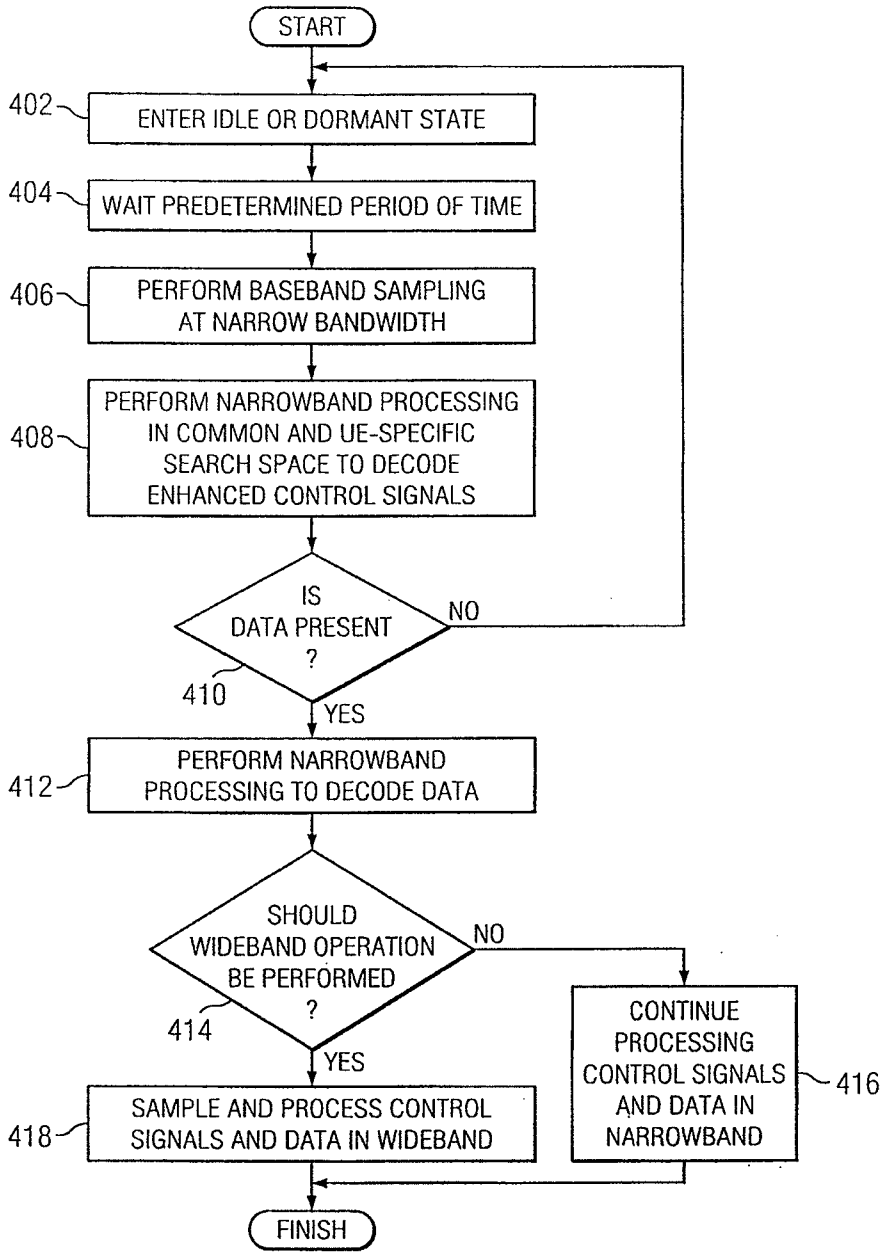 START
402
ENTER IDLE OR DORMANT STATE
404
WAIT PREDETERMINED PERIOD OF TIME
406
PERFORM BASEBAND SAMPLING
AT NARROW BANDWIDTH
408
PERFORM NARROWBAND PROCESSING
IN COMMON AND UE-SPECIFIC
SEARCH SPACE TO DECODE
ENHANCED CONTROL SIGNALS
IS
DATA PRESENT
?
NO
410
YES
412
PERFORM NARROWBAND
PROCESSING TO DECODE DATA
SHOULD
WIDEBAND OPERATION
BE PERFORMED
?
NO
414
YES
CONTINUE
PROCESSING
CONTROL SIGNALS
AND DATA IN
NARROWBAND
416
418
SAMPLE AND PROCESS CONTROL
SIGNALS AND DATA IN WIDEBAND
FINISH